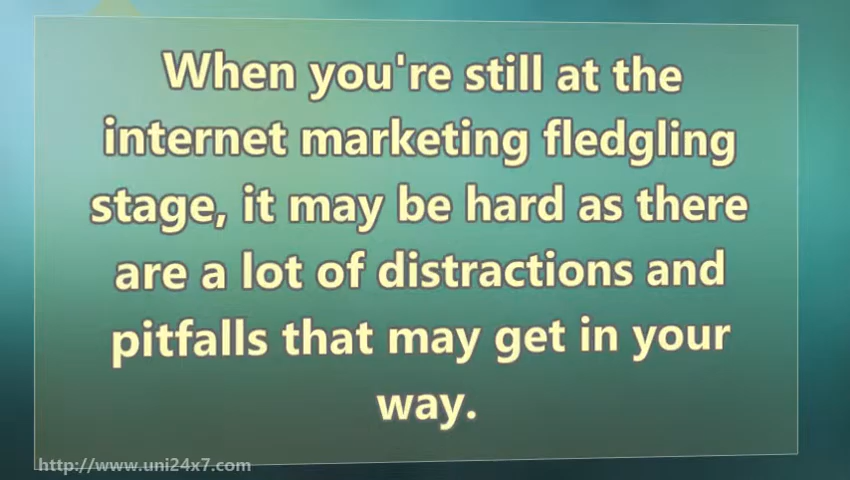 When you're still at the
internet marketing fledgling
stage, it may be hard as there
are a lot of distractions and
pitfalls that may get in your
way.
http://www.uni24x7.com